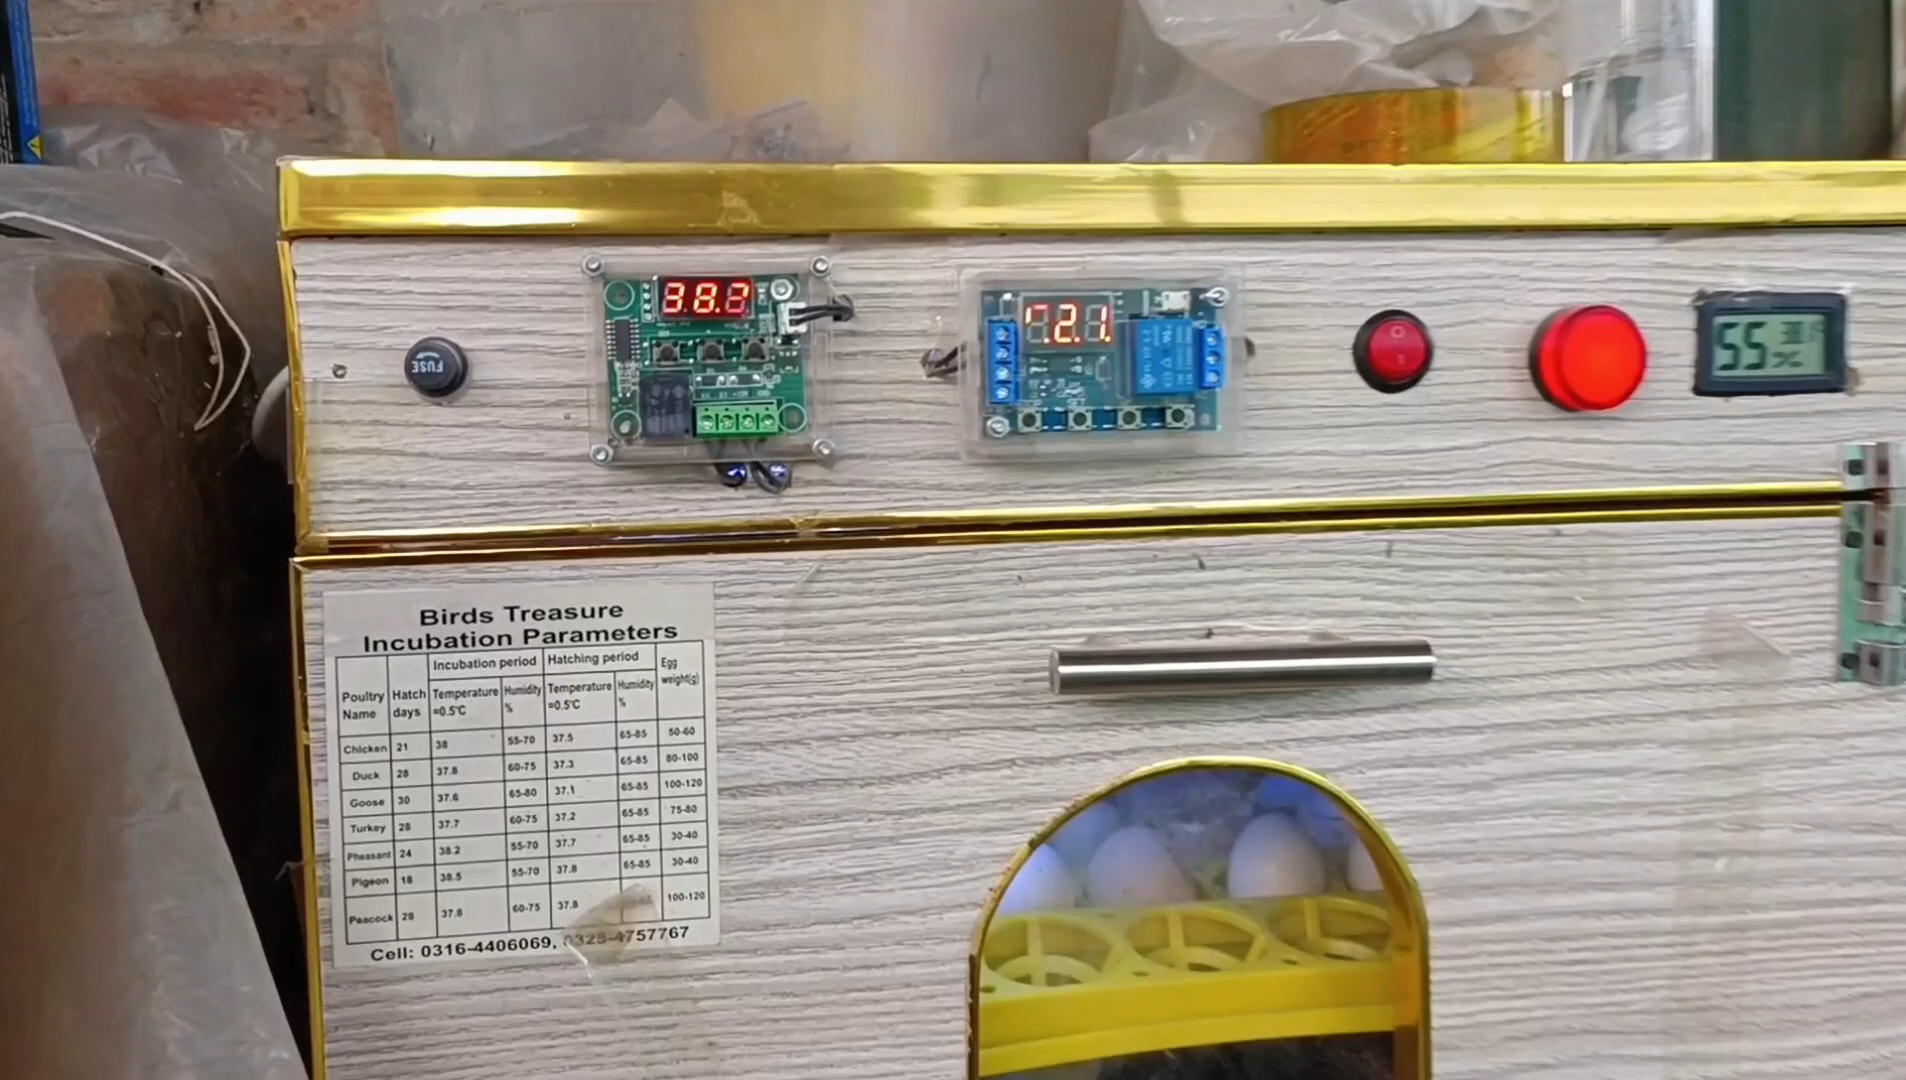 38.7
.2.1.
FUSE
55 %
Birds Treasure
Incubation Parameters
Poultry Name | Hatch days | Incubation period | Hatching period | Egg weight(g)
Temperature =0.5℃ | Humidity % | Temperature =0.5℃ | Humidity %
Chicken 21 38 55-70 37.5 65-85 50-60
Duck 28 37.8 60-75 37.3 65-85 80-100
Goose 30 37.6 65-80 37.1 65-85 100-120
Turkey 28 37.7 60-75 37.2 65-85 75-80
Pheasant 24 38.2 55-70 37.7 65-85 30-40
Pigeon 18 38.5 55-70 37.8 65-85 30-40
Peacock 28 37.8 60-75 37.8 100-120
Cell: 0316-4406069, 0325-4757767